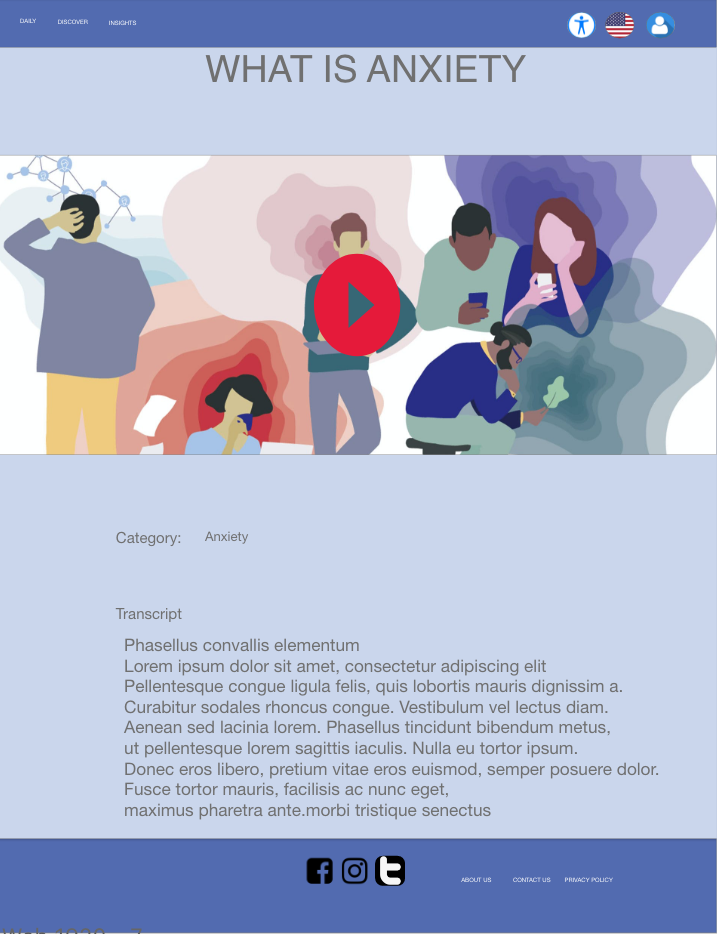 DAILY
DISCOVER
INSIGHTS
WHAT IS ANXIETY
Category: Anxiety
Transcript
Phasellus convallis elementum
Lorem ipsum dolor sit amet, consectetur adipiscing elit
Pellentesque congue ligula felis, quis lobortis mauris dignissim a.
Curabitur sodales rhoncus congue. Vestibulum vel lectus diam.
Aenean sed lacinia lorem. Phasellus tincidunt bibendum metus,
ut pellentesque lorem sagittis iaculis. Nulla eu tortor ipsum.
Donec eros libero, pretium vitae eros euismod, semper posuere dolor.
Fusce tortor mauris, facilisis ac nunc eget,
maximus pharetra ante.morbi tristique senectus
ABOUT US
CONTACT US
PRIVACY POLICY